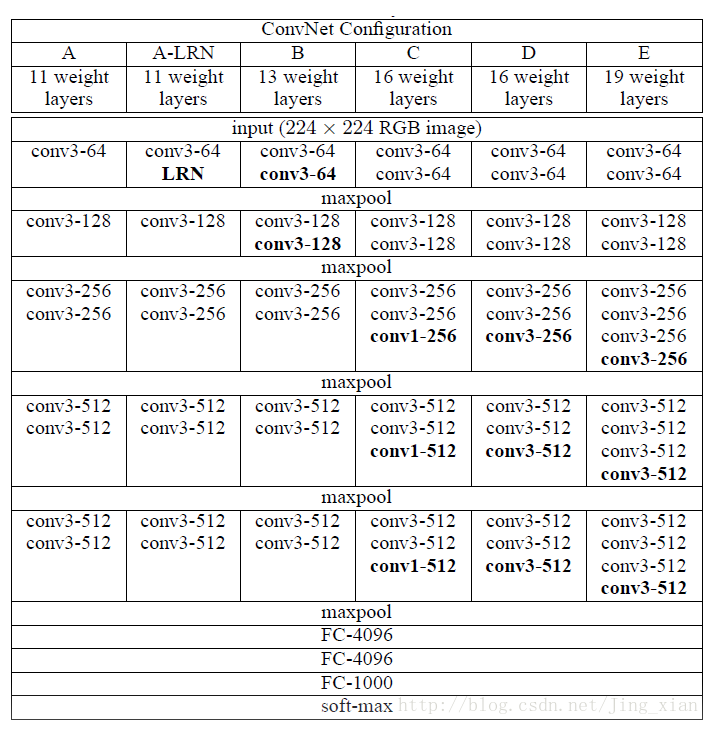 ConvNet Configuration
A A-LRN B C D E
11 weight 11 weight 13 weight 16 weight 16 weight 19 weight
layers layers layers layers layers layers
input (224 × 224 RGB image)
conv3-64 conv3-64 conv3-64 conv3-64 conv3-64 conv3-64
LRN conv3-64 conv3-64 conv3-64 conv3-64
maxpool
conv3-128 conv3-128 conv3-128 conv3-128 conv3-128 conv3-128
conv3-128 conv3-128 conv3-128 conv3-128
maxpool
conv3-256 conv3-256 conv3-256 conv3-256 conv3-256 conv3-256
conv3-256 conv3-256 conv3-256 conv3-256 conv3-256 conv3-256
conv1-256 conv3-256 conv3-256
conv3-256
maxpool
conv3-512 conv3-512 conv3-512 conv3-512 conv3-512 conv3-512
conv3-512 conv3-512 conv3-512 conv3-512 conv3-512 conv3-512
conv1-512 conv3-512 conv3-512
conv3-512
maxpool
conv3-512 conv3-512 conv3-512 conv3-512 conv3-512 conv3-512
conv3-512 conv3-512 conv3-512 conv3-512 conv3-512 conv3-512
conv1-512 conv3-512 conv3-512
conv3-512
maxpool
FC-4096
FC-4096
FC-1000
soft-max http://blog.csdn.net/Jing_xian